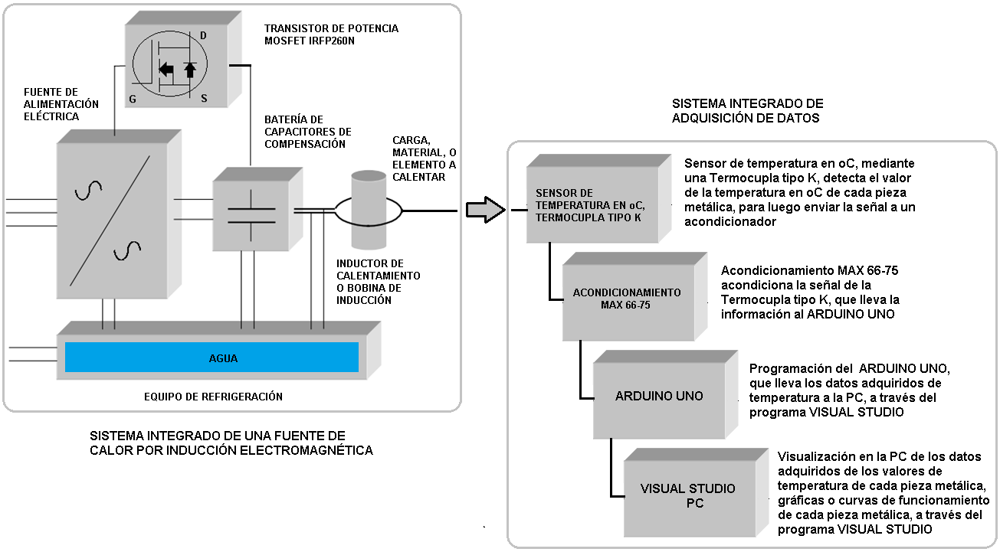 TRANSISTOR DE POTENCIA
MOSFET IRFP260N
D
G
S
FUENTE DE
ALIMENTACIÓN
ELÉCTRICA
BATERÍA DE
CAPACITORES DE
COMPENSACIÓN
CARGA,
MATERIAL, O
ELEMENTO A
CALENTAR
INDUCTOR DE
CALENTAMIENTO
O BOBINA DE
INDUCCIÓN
AGUA
EQUIPO DE REFRIGERACIÓN
SISTEMA INTEGRADO DE UNA FUENTE DE
CALOR POR INDUCCIÓN ELECTROMAGNÉTICA
SISTEMA INTEGRADO DE
ADQUISICIÓN DE DATOS
SENSOR DE
TEMPERATURA EN oC,
TERMOCUPLA TIPO K
Sensor de temperatura en oC, mediante
una Termocupla tipo K, detecta el valor
de la temperatura en oC de cada pieza
metálica, para luego enviar la señal a un
acondicionador
ACONDICIONAMIENTO
MAX 66-75
Acondicionamiento MAX 66-75
acondiciona la señal de la
Termocupla tipo K, que lleva la
información al ARDUINO UNO
ARDUINO UNO
Programación del ARDUINO UNO,
que lleva los datos adquiridos de
temperatura a la PC, a través del
programa VISUAL STUDIO
VISUAL STUDIO
PC
Visualización en la PC de los datos
adquiridos de los valores de
temperatura de cada pieza metálica,
gráficas o curvas de funcionamiento
de cada pieza metálica, a través del
programa VISUAL STUDIO